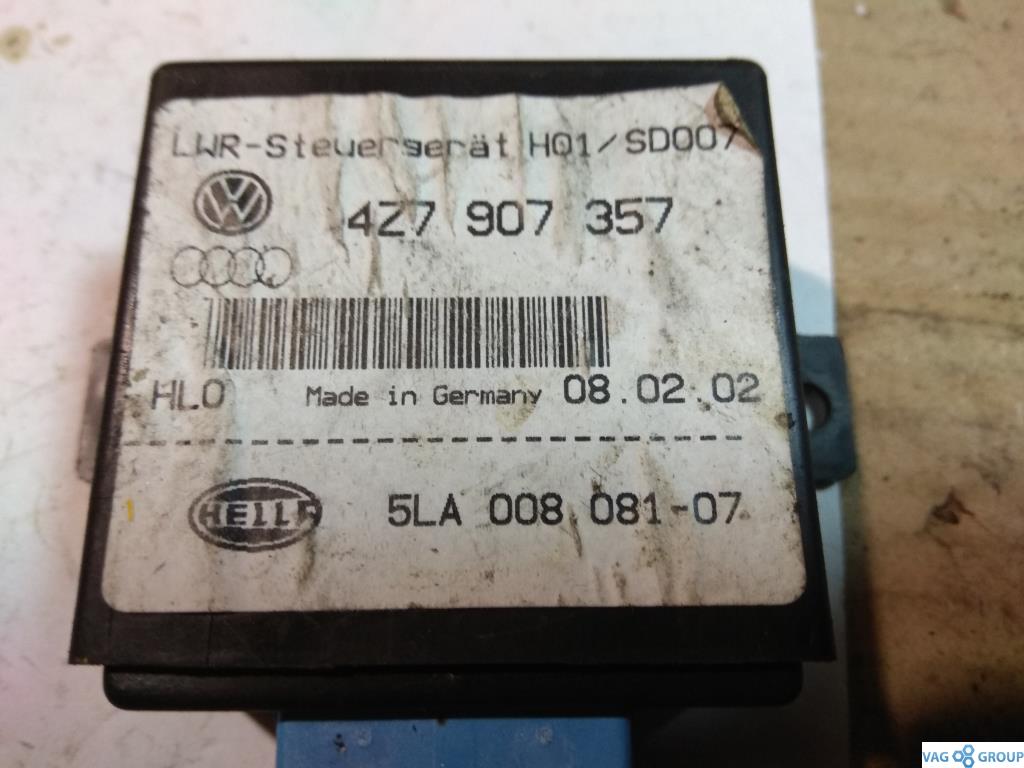 LWR-Steuergerät H01/SD007
4Z7 907 357
HLO Made in Germany 08.02.02
1
HELLA 5LA 008 081-07
VAG GROUP